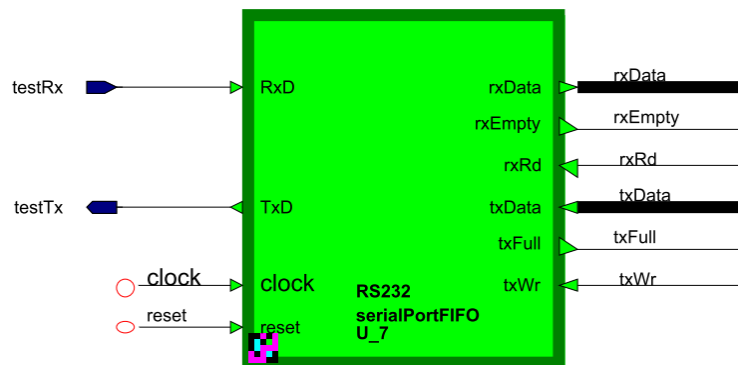 rxData
testRx RxD rxData
rxEmpty rxEmpty
rxRd rxRd
txData
testTx TxD txData
txFull txFull
clock clock txWr txWr
RS232
reset reset serialPortFIFO
U_7